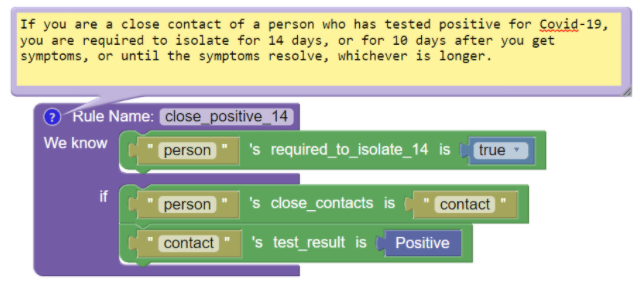 If you are a close contact of a person who has tested positive for Covid-19,
you are required to isolate for 14 days, or for 10 days after you get
symptoms, or until the symptoms resolve, whichever is longer.
? Rule Name: close_positive_14
We know " person " 's required_to_isolate_14 is true
if " person " 's close_contacts is " contact "
" contact " 's test_result is Positive